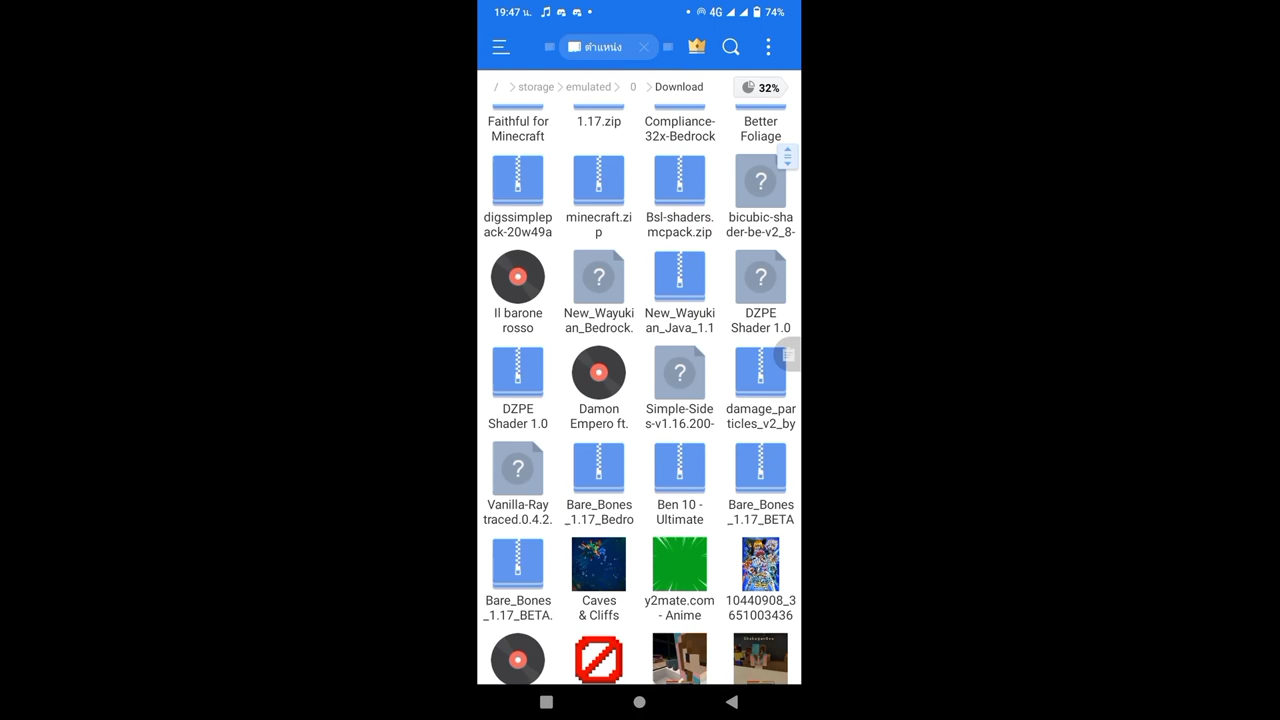 19:47 น. 4G 74%
ตำแหน่ง
/ storage emulated 0 Download 32%
Faithful for 1.17.zip Compliance- Better
Minecraft 32x-Bedrock Foliage
digssimplep minecraft.zi Bsl-shaders. bicubic-sha
ack-20w49a p mcpack.zip der-be-v2_8-
Il barone New_Wayuki New_Wayuki DZPE
rosso an_Bedrock. an_Java_1.1 Shader 1.0
DZPE Damon Simple-Side damage_par
Shader 1.0 Empero ft. s-v1.16.200- ticles_v2_by
Vanilla-Ray Bare_Bones Ben 10 - Bare_Bones
traced.0.4.2. _1.17_Bedro Ultimate _1.17_BETA
Bare_Bones Caves y2mate.com 10440908_3
_1.17_BETA. & Cliffs - Anime 651003436